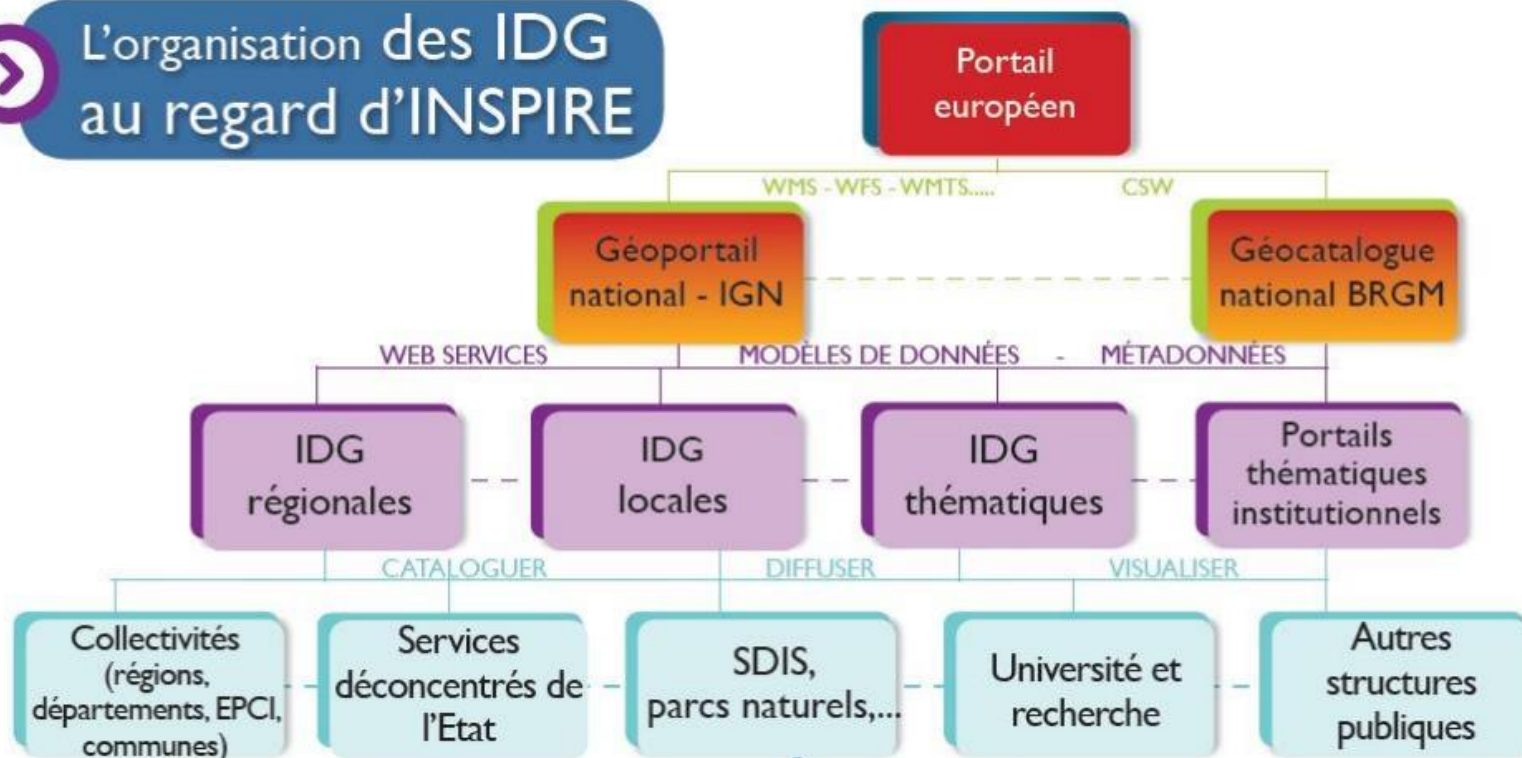 L'organisation des IDG
au regard d'INSPIRE
Portail
européen
WMS - WFS - WMTS.....
CSW
Géoportail
national - IGN
Géocatalogue
national BRGM
WEB SERVICES
MODÈLES DE DONNÉES - MÉTADONNÉES
IDG
régionales
IDG
locales
IDG
thématiques
Portails
thématiques
institutionnels
CATALOGUER
DIFFUSER
VISUALISER
Collectivités
(régions,
départements, EPCI,
communes)
Services
déconcentrés de
l'Etat
SDIS,
parcs naturels,...
Université et
recherche
Autres
structures
publiques